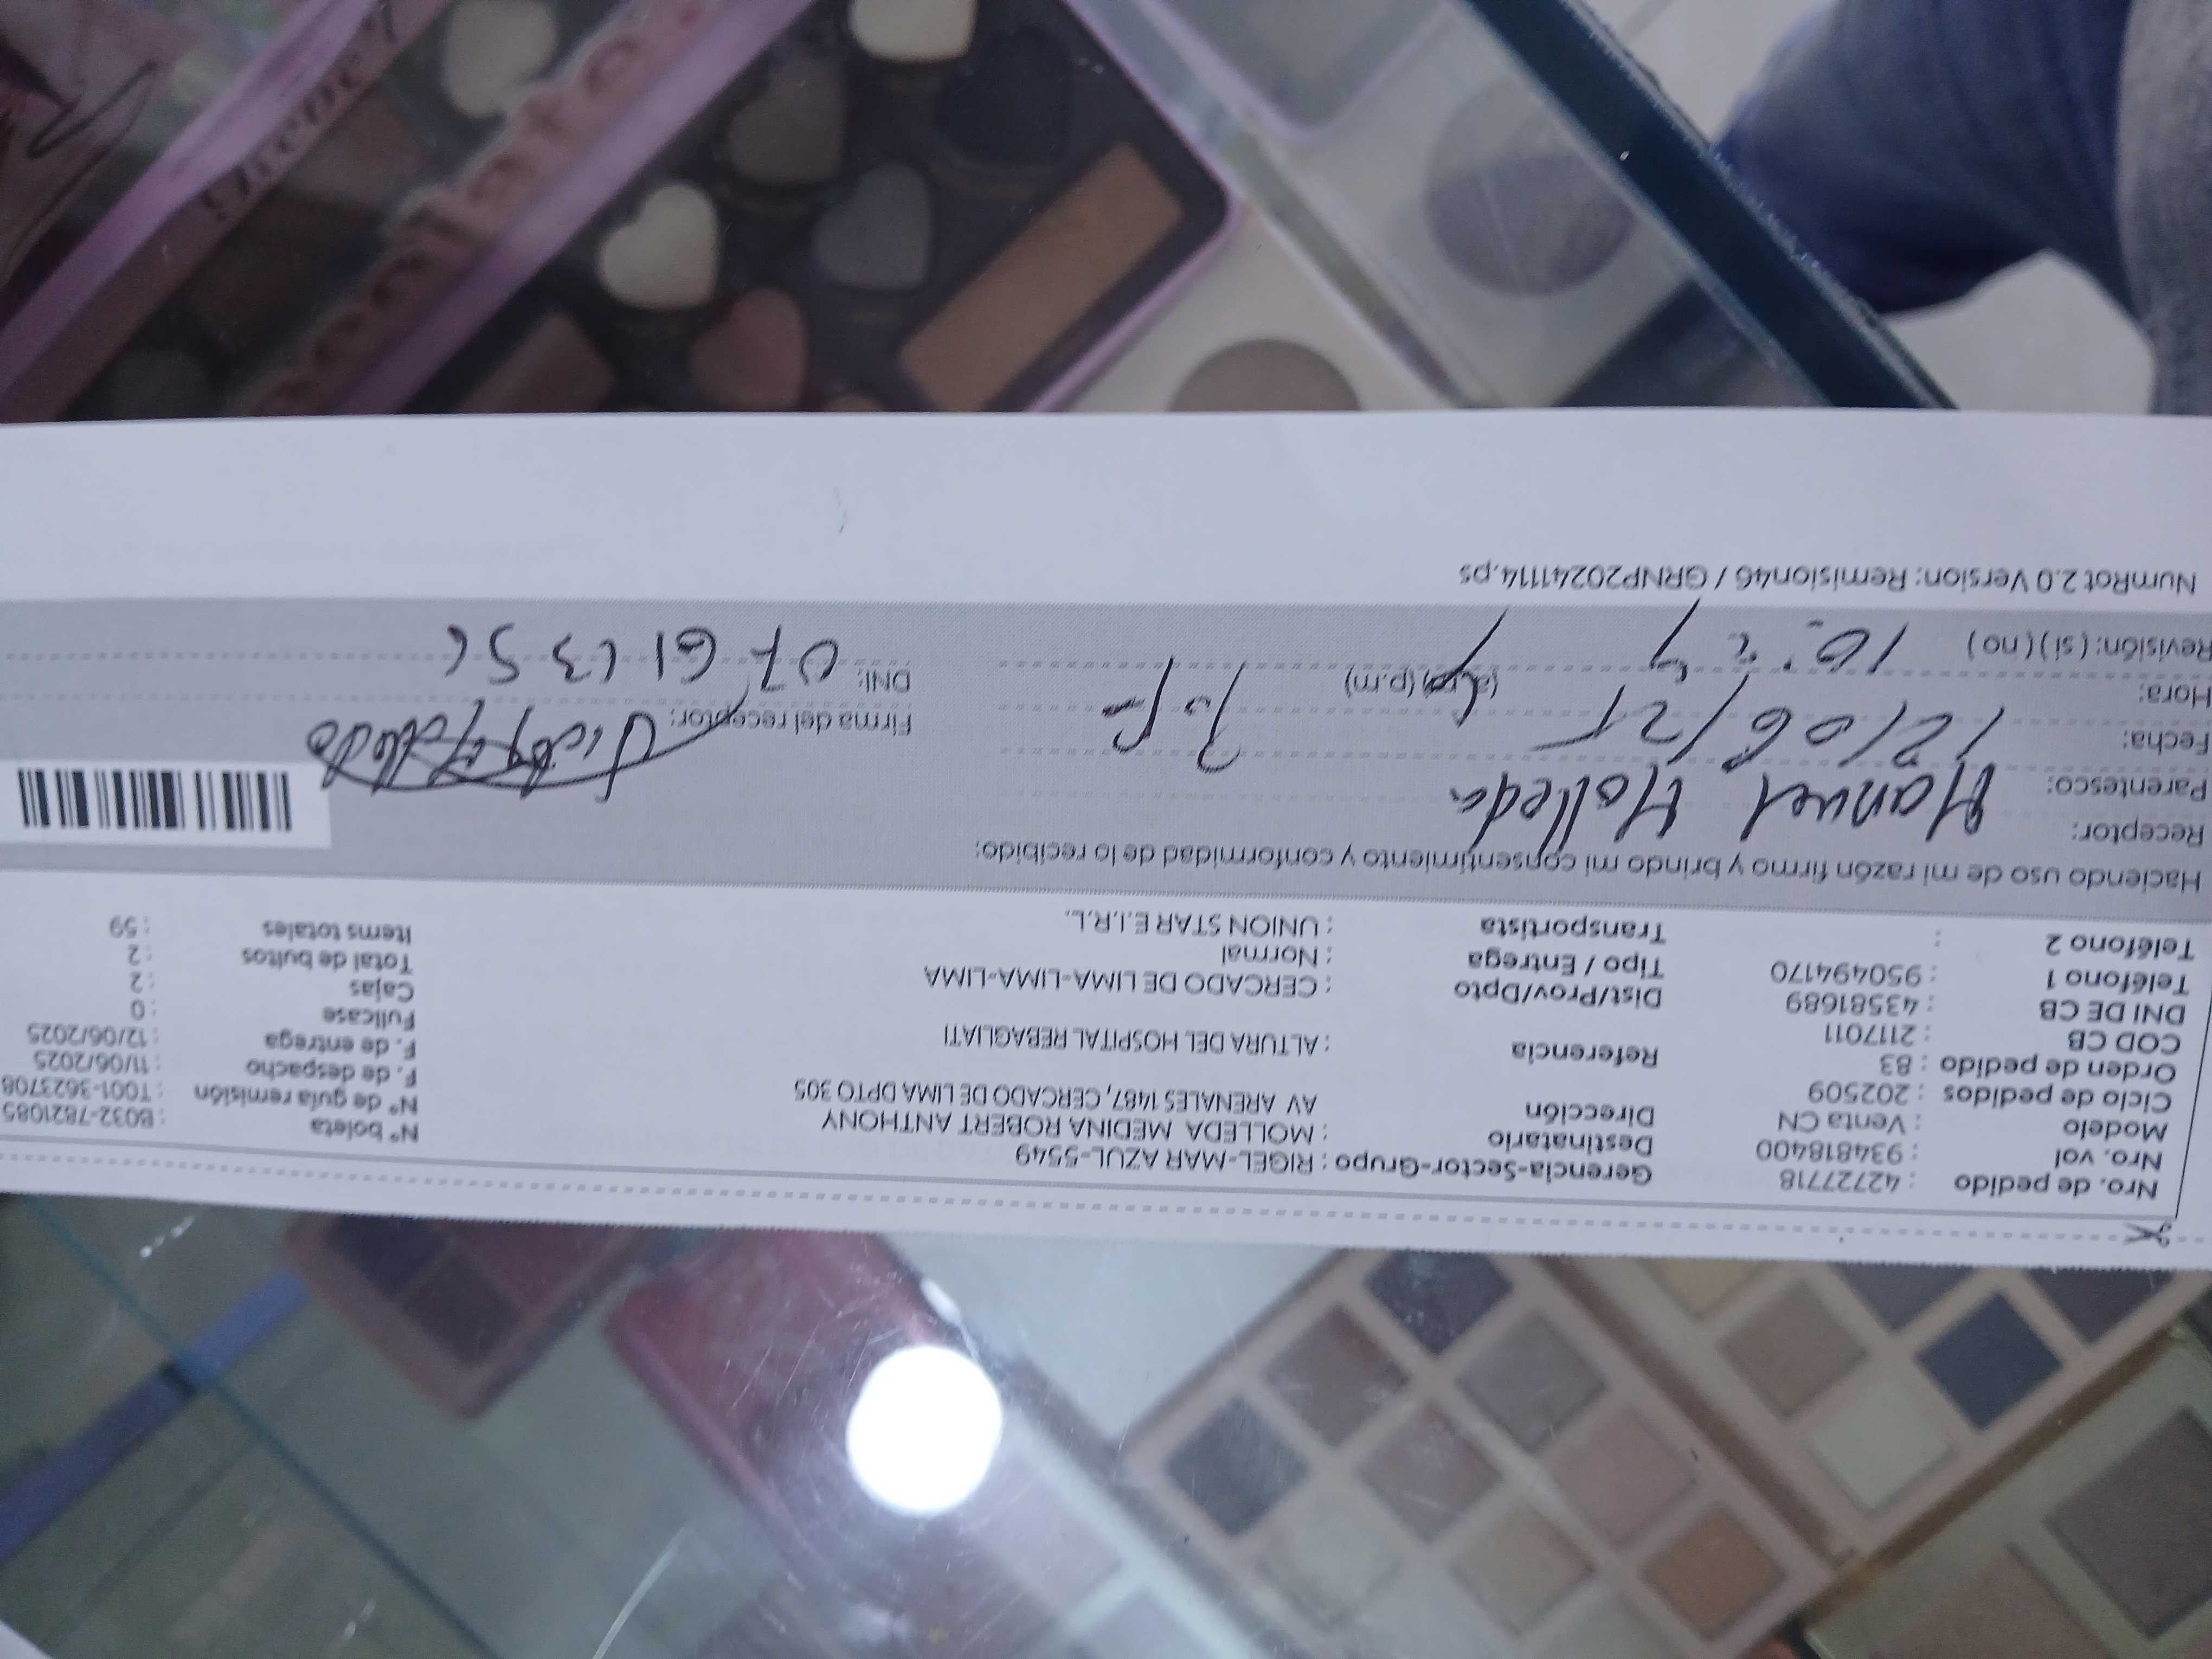 Nro. de pedido : 42727718 Gerencia-Sector-Grupo : RIGEL-MAR AZUL-5549 Nº boleta : B032-7821085
Nro. vol : 934818400 Destinatario : MOLLEDA MEDINA ROBERT ANTHONY Nº de guía remisión : T001-3623708
Modelo : Venta CN Dirección AV ARENALES 1487, CERCADO DE LIMA DPTO 305 F. de despacho : 11/06/2025
Ciclo de pedidos : 202509 F. de entrega : 12/06/2025
Orden de pedido : 83 Referencia : ALTURA DEL HOSPITAL REBAGLIATI Fullcase : 0
COD CB : 2117011 Cajas : 2
DNI DE CB : 43581689 Dist/Prov/Dpto : CERCADO DE LIMA-LIMA-LIMA Total de bultos : 2
Teléfono 1 : 950494170 Tipo / Entrega : Normal Items totales : 59
Teléfono 2 : Transportista : UNION STAR E.I.R.L.
Haciendo uso de mi razón firmo y brindo mi consentimiento y conformidad de lo recibido:
Receptor: Manuel Molleda
Parentesco:
Fecha: 12/06/25
Hora: (a.m) (p.m) Firma del receptor:
Revisión: (si) (no) DNI:
NumRot 2.0 Version: Remision46 / GRNP20241114.ps